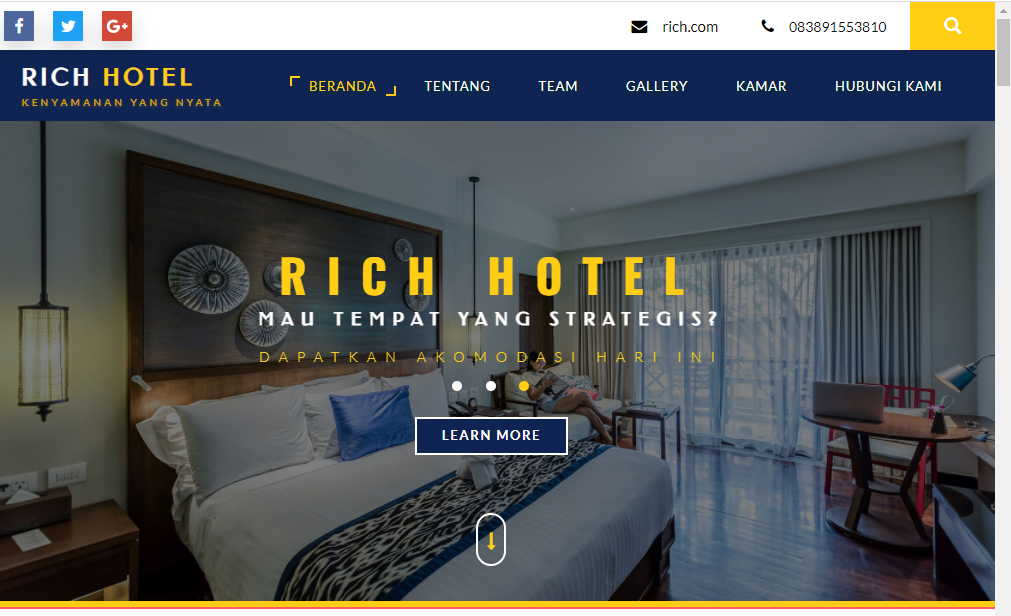 f G+ rich.com 083891553810
RICH HOTEL
KENYAMANAN YANG NYATA
BERANDA TENTANG TEAM GALLERY KAMAR HUBUNGI KAMI
RICH HOTEL
MAU TEMPAT YANG STRATEGIS?
DAPATKAN AKOMODASI HARI INI
LEARN MORE